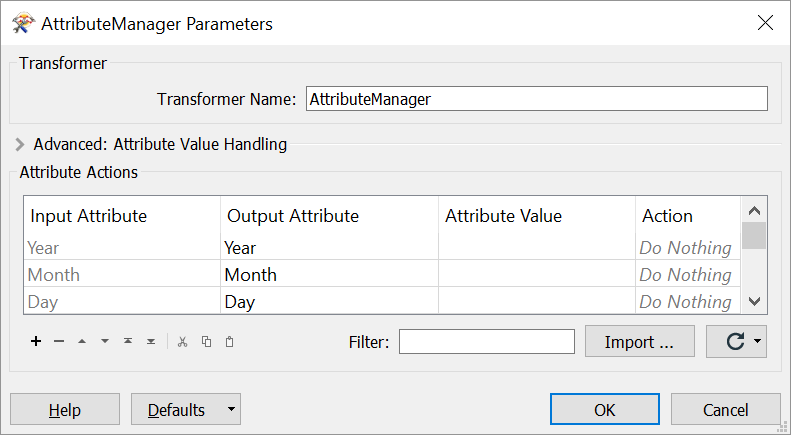 AttributeManager Parameters
Transformer
Transformer Name: AttributeManager
Advanced: Attribute Value Handling
Attribute Actions
Input Attribute Output Attribute Attribute Value Action
Year Year Do Nothing
Month Month Do Nothing
Day Day Do Nothing
Filter: Import ...
Help Defaults OK Cancel